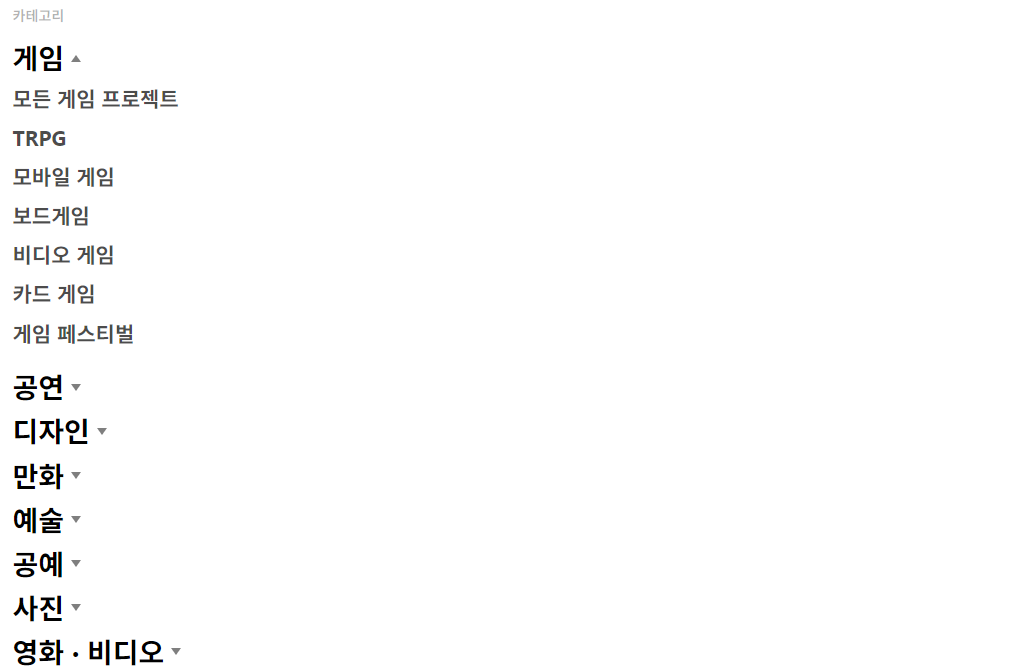 카테고리
게임
모든 게임 프로젝트
TRPG
모바일 게임
보드게임
비디오 게임
카드 게임
게임 페스티벌
공연
디자인
만화
예술
공예
사진
영화 · 비디오